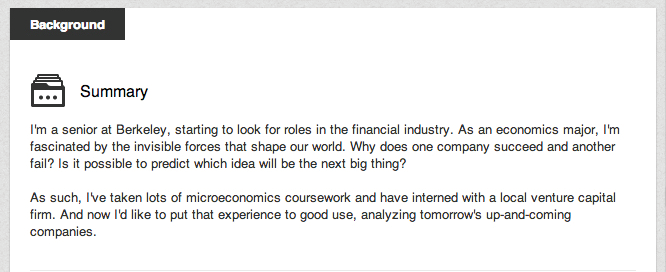 Background
Summary
I'm a senior at Berkeley, starting to look for roles in the financial industry. As an economics major, I'm
fascinated by the invisible forces that shape our world. Why does one company succeed and another
fail? Is it possible to predict which idea will be the next big thing?
As such, I've taken lots of microeconomics coursework and have interned with a local venture capital
firm. And now I'd like to put that experience to good use, analyzing tomorrow's up-and-coming
companies.